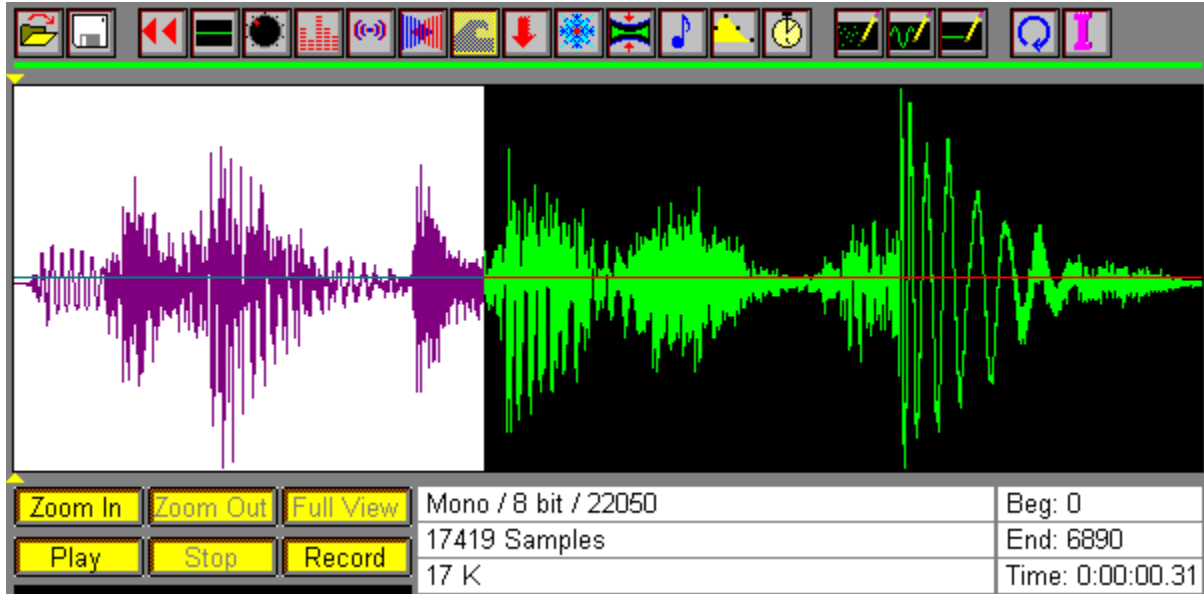 Zoom In Zoom Out Full View Mono / 8 bit / 22050 Beg: 0
Play Stop Record 17419 Samples End: 6890
17 K Time: 0:00:00.31